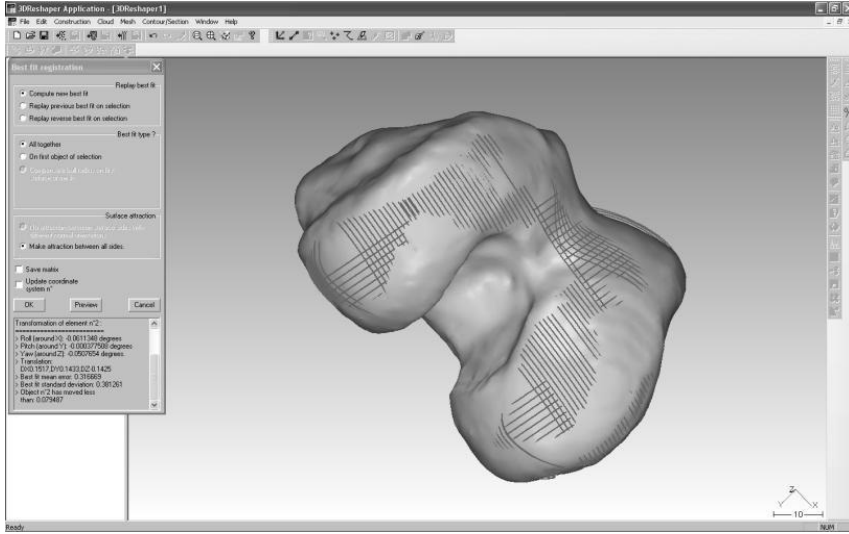 3DReshaper Application - [3DReshaper1]
File Edit Construction Cloud Mesh Contour/Section Window Help
Best fit registration
Replay best fit
Compute new best fit
Replay previous best fit on selection
Replay reverse best fit on selection
Best fit type ?
All together
On first object of selection
Surface attraction
Make attraction between all sides.
Save matrix
Update coordinate
system n°
OK Preview Cancel
Transformation of element n°2 :
> Roll (around X): -0.0611348 degrees
> Pitch (around Y): -0.000377508 degrees
> Yaw (around Z): -0.0507654 degrees.
> Translation:
DX:0.1517,DY:0.1433,DZ:-0.1425
> Best fit mean error: 0.316669
> Best fit standard deviation: 0.381261
> Object n°2 has moved less
than: 0.079487
Z
Y X
10
Ready NUM